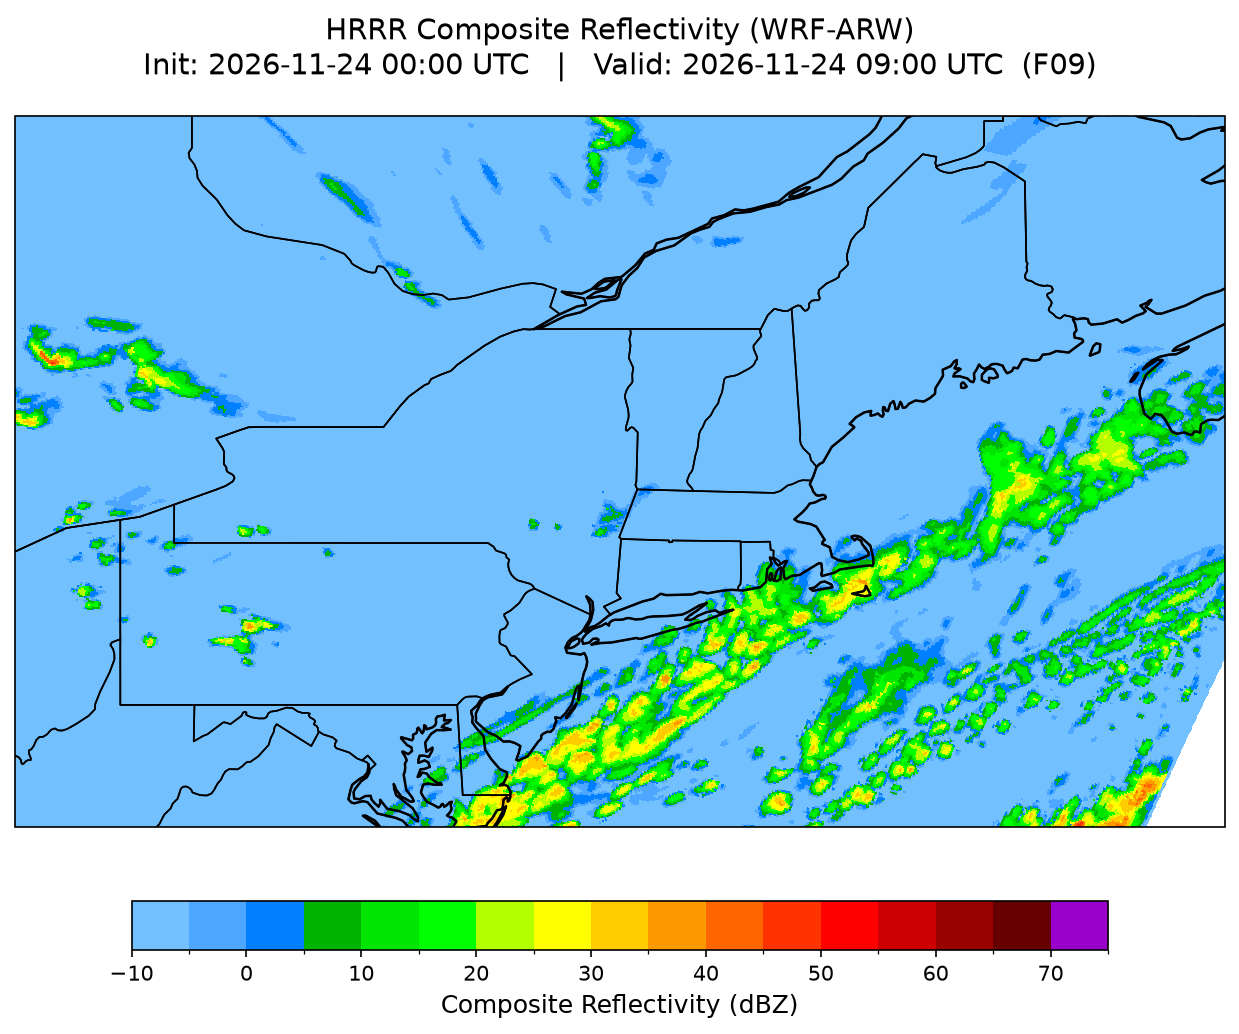 HRRR Composite Reflectivity (WRF-ARW)
Init: 2026-11-24 00:00 UTC | Valid: 2026-11-24 09:00 UTC (F09)
−10 0 10 20 30 40 50 60 70
Composite Reflectivity (dBZ)